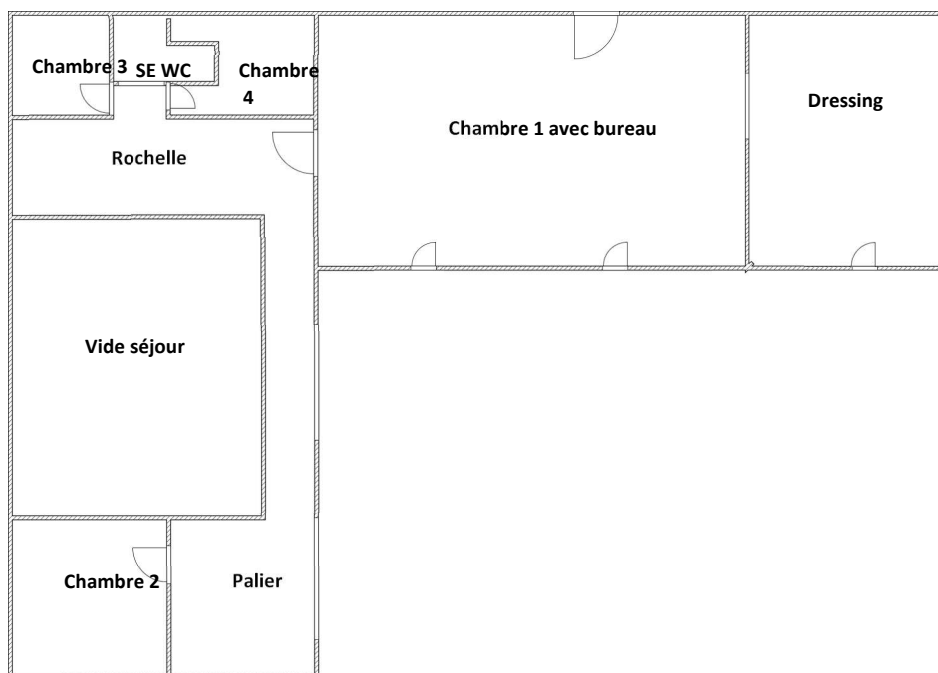 Chambre 3
SE WC
Chambre
4
Chambre 1 avec bureau
Dressing
Rochelle
Vide séjour
Chambre 2
Palier